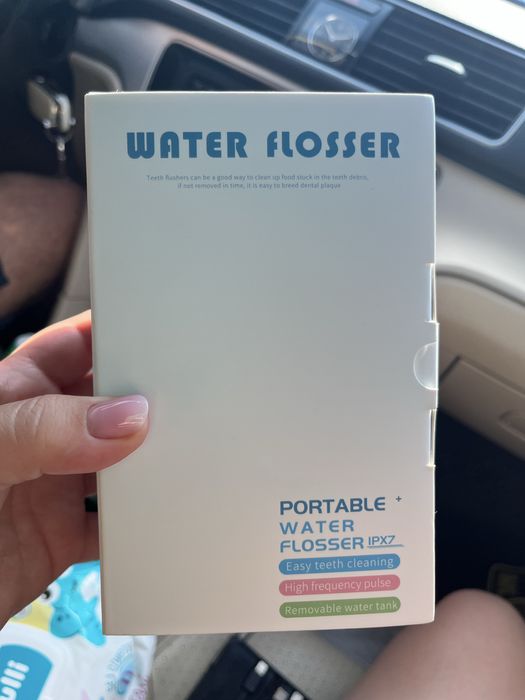 WATER FLOSSER
Teeth flushers can be a good way to clean up food stuck in the teeth debris,
if not removed in time, it is easy to breed dental plaque
PORTABLE +
WATER
FLOSSER IPX7
Easy teeth cleaning
High frequency pulse
Removable water tank